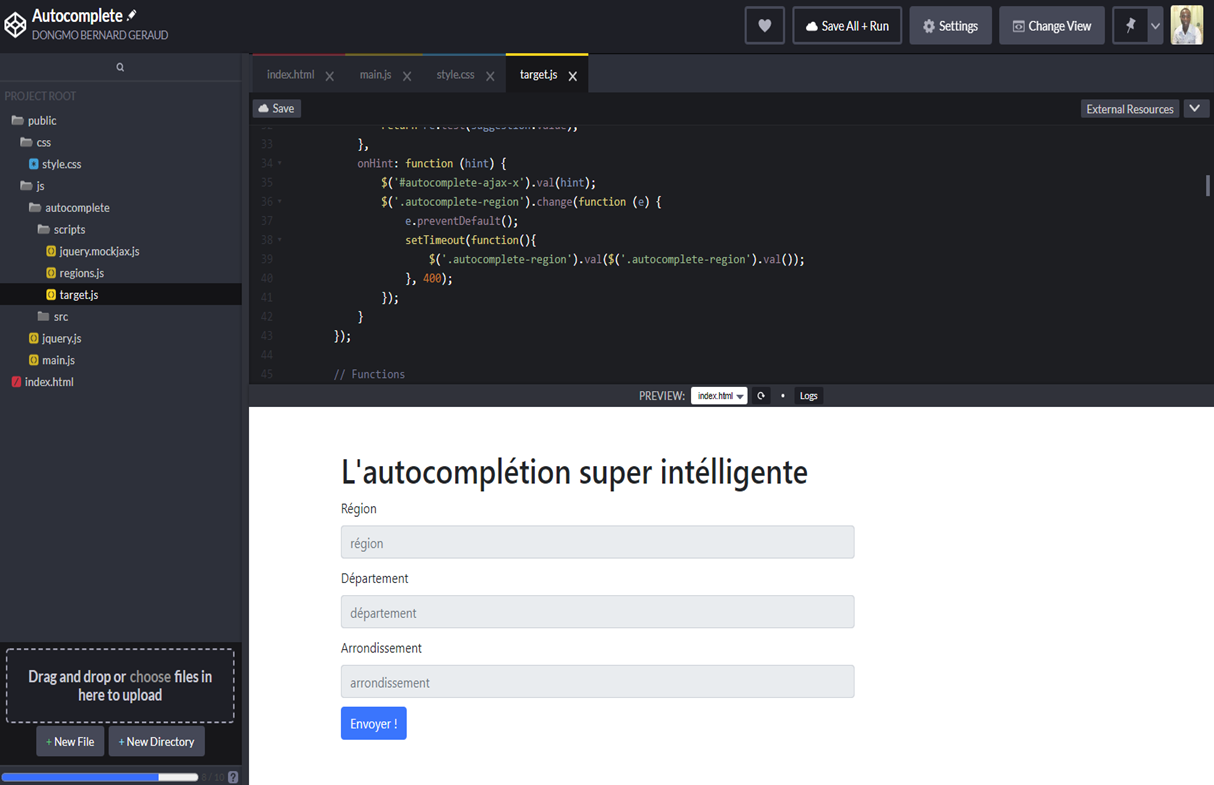 Autocomplete
DONGMO BERNARD GERAUD
Save All + Run
Settings
Change View
PROJECT ROOT
public
css
style.css
js
autocomplete
scripts
jquery.mockjax.js
regions.js
target.js
src
jquery.js
main.js
index.html
Drag and drop or choose files in
here to upload
+ New File
+ New Directory
8 / 10 ?
index.html X
main.js X
style.css X
target.js X
Save
External Resources
33 },
34 onHint: function (hint) {
35 $('#autocomplete-ajax-x').val(hint);
36 $('.autocomplete-region').change(function (e) {
37 e.preventDefault();
38 setTimeout(function(){
39 $('.autocomplete-region').val($('.autocomplete-region').val());
40 }, 400);
41 });
42 }
43 });
44
45 // Functions
PREVIEW: index.html
Logs
L'autocomplétion super intélligente
Région
région
Département
département
Arrondissement
arrondissement
Envoyer !